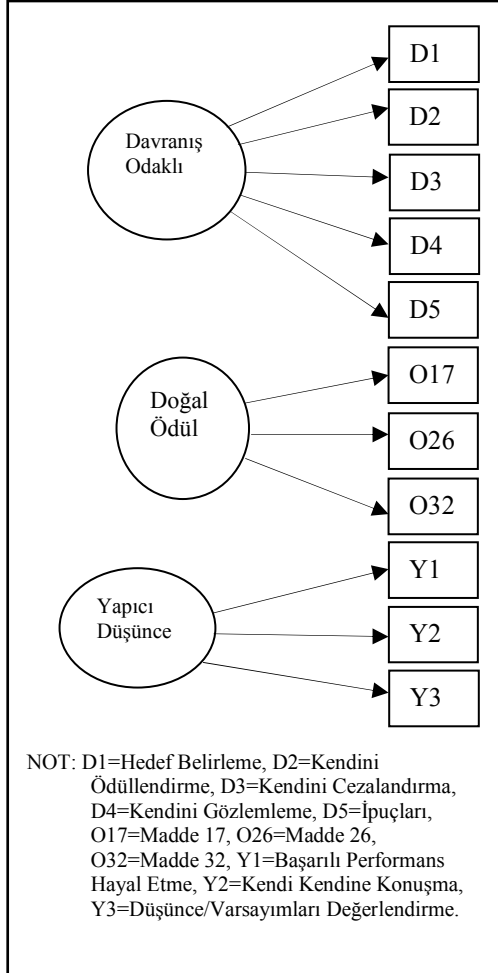 D1
D2
Davranış
Odaklı
D3
D4
D5
O17
Doğal
Ödül
O26
O32
Y1
Yapıcı
Düşünce
Y2
Y3
NOT: D1=Hedef Belirleme, D2=Kendini
Ödüllendirme, D3=Kendini Cezalandırma,
D4=Kendini Gözlemleme, D5=İpuçları,
O17=Madde 17, O26=Madde 26,
O32=Madde 32, Y1=Başarılı Performans
Hayal Etme, Y2=Kendi Kendine Konuşma,
Y3=Düşünce/Varsayımları Değerlendirme.